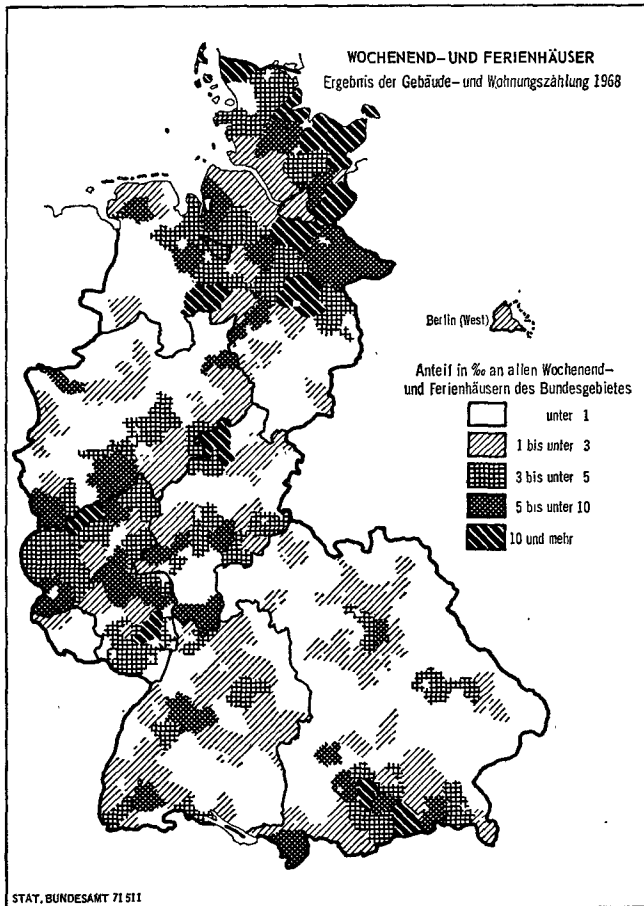 WOCHENEND- UND FERIENHÄUSER
Ergebnis der Gebäude- und Wohnungszählung 1968
Berlin (West)
Anteil in ‰ an allen Wochenend-
und Ferienhäusern des Bundesgebietes
unter 1
1 bis unter 3
3 bis unter 5
5 bis unter 10
10 und mehr
STAT. BUNDESAMT 71 511